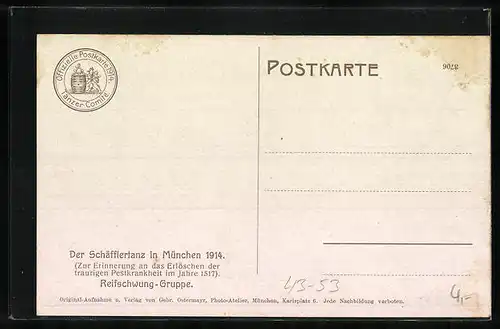 Offizielle Postkarte 1914.
Tänzer-Comité.
POSTKARTE
Der Schäfflertanz in München 1914.
(Zur Erinnerung an das Erlöschen der
traurigen Pestkrankheit im Jahre 1517).
Reifschwung-Gruppe.
43-53
4,-
Original-Aufnahme u. Verlag von Gebr. Ostermayr, Photo-Atelier, München, Karlsplatz 6. Jede Nachbildung verboten.